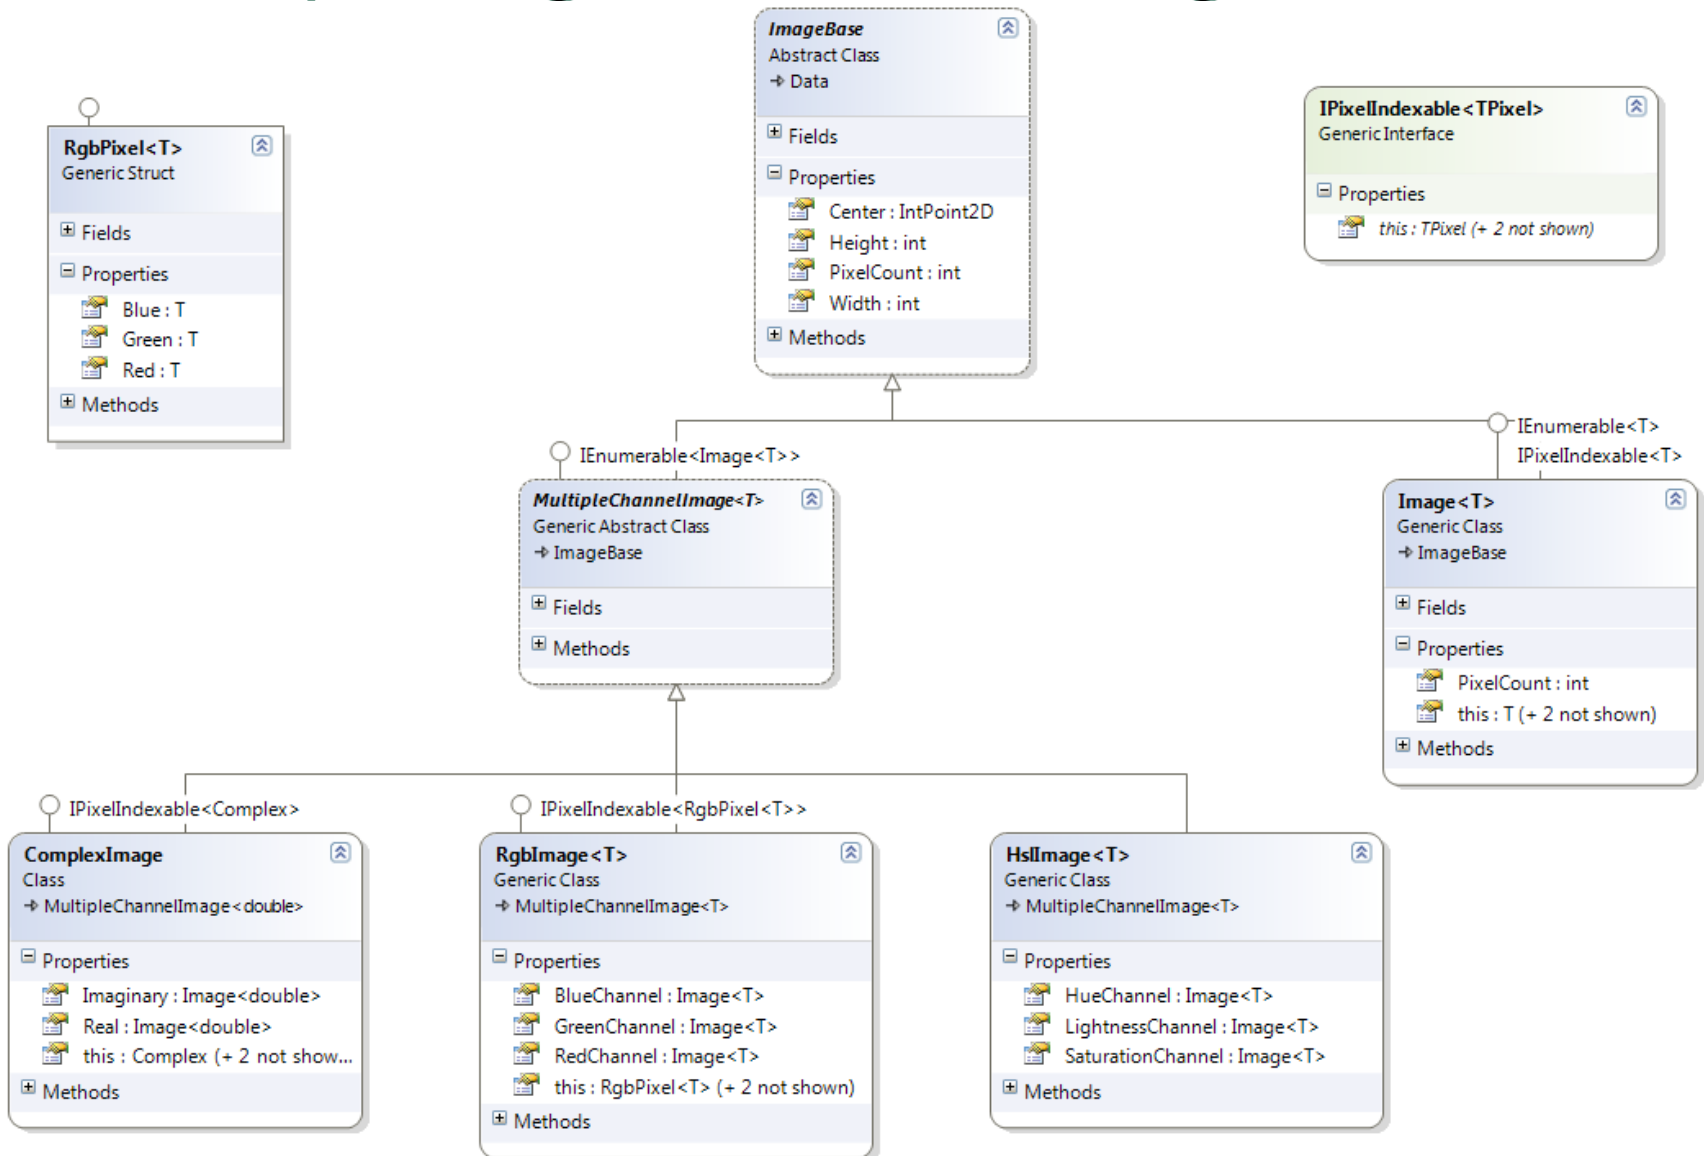 ImageBase
Abstract Class
Data
Fields
Properties
Center : IntPoint2D
Height : int
PixelCount : int
Width : int
Methods
IPixelIndexable<TPixel>
Generic Interface
Properties
this : TPixel (+ 2 not shown)
RgbPixel<T>
Generic Struct
Fields
Properties
Blue : T
Green : T
Red : T
Methods
IEnumerable<Image<T>>
MultipleChannelImage<T>
Generic Abstract Class
ImageBase
Fields
Methods
IEnumerable<T>
IPixelIndexable<T>
Image<T>
Generic Class
ImageBase
Fields
Properties
PixelCount : int
this : T (+ 2 not shown)
Methods
IPixelIndexable<Complex>
ComplexImage
Class
MultipleChannelImage<double>
Properties
Imaginary : Image<double>
Real : Image<double>
this : Complex (+ 2 not show...
Methods
IPixelIndexable<RgbPixel<T>>
RgbImage<T>
Generic Class
MultipleChannelImage<T>
Properties
BlueChannel : Image<T>
GreenChannel : Image<T>
RedChannel : Image<T>
this : RgbPixel<T> (+ 2 not shown)
Methods
HslImage<T>
Generic Class
MultipleChannelImage<T>
Properties
HueChannel : Image<T>
LightnessChannel : Image<T>
SaturationChannel : Image<T>
Methods